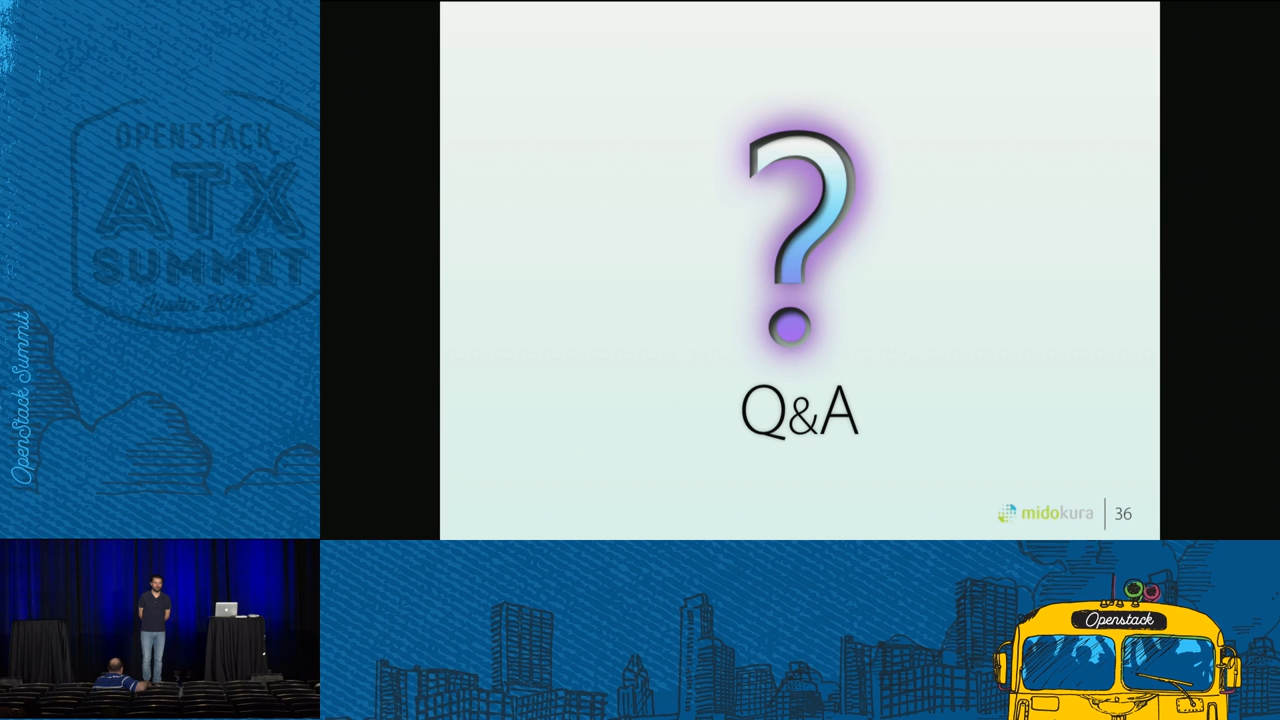 OPENSTACK
ATX
SUMMIT
Austin 2016
OpenStack Summit
?
Q&A
midokura
36
Openstack